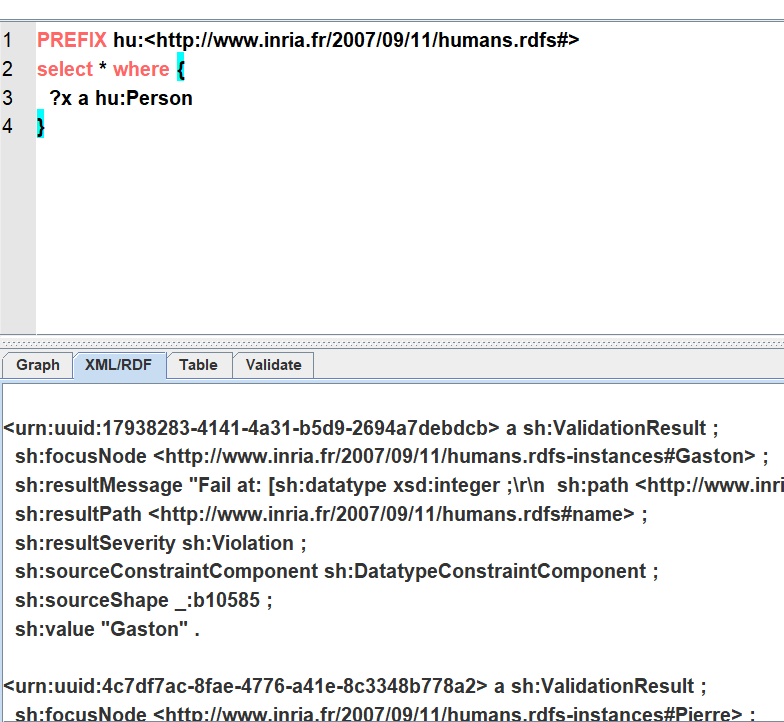 1 PREFIX hu:<http://www.inria.fr/2007/09/11/humans.rdfs#>
2 select * where {
3 ?x a hu:Person
4 }
Graph XML/RDF Table Validate
<urn:uuid:17938283-4141-4a31-b5d9-2694a7debdcb> a sh:ValidationResult ;
sh:focusNode <http://www.inria.fr/2007/09/11/humans.rdfs-instances#Gaston> ;
sh:resultMessage "Fail at: [sh:datatype xsd:integer ;\r\n sh:path <http://www.inri
sh:resultPath <http://www.inria.fr/2007/09/11/humans.rdfs#name> ;
sh:resultSeverity sh:Violation ;
sh:sourceConstraintComponent sh:DatatypeConstraintComponent ;
sh:sourceShape _:b10585 ;
sh:value "Gaston" .
<urn:uuid:4c7df7ac-8fae-4776-a41e-8c3348b778a2> a sh:ValidationResult ;
sh:focusNode <http://www.inria.fr/2007/09/11/humans.rdfs-instances#Pierre> ;